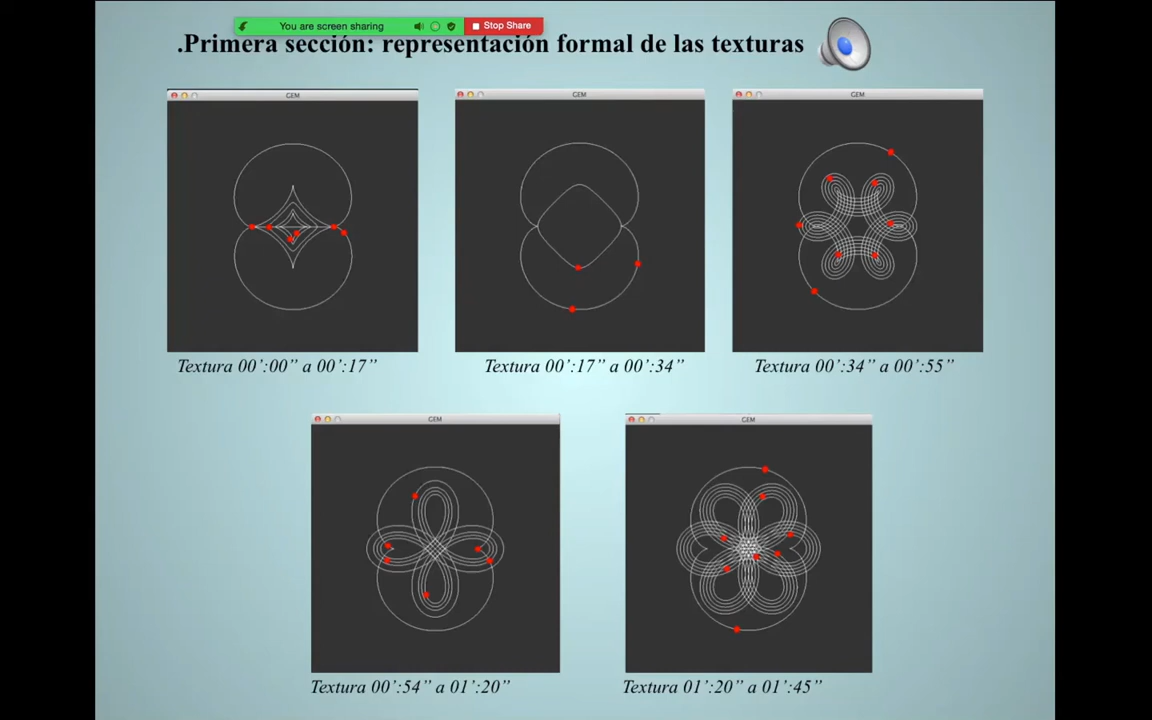 You are screen sharing
Stop Share
.Primera sección: representación formal de las texturas
GEM
GEM
GEM
Textura 00’:00” a 00’:17”
Textura 00’:17” a 00’:34”
Textura 00’:34” a 00’:55”
GEM
GEM
Textura 00’:54” a 01’:20”
Textura 01’:20” a 01’:45”